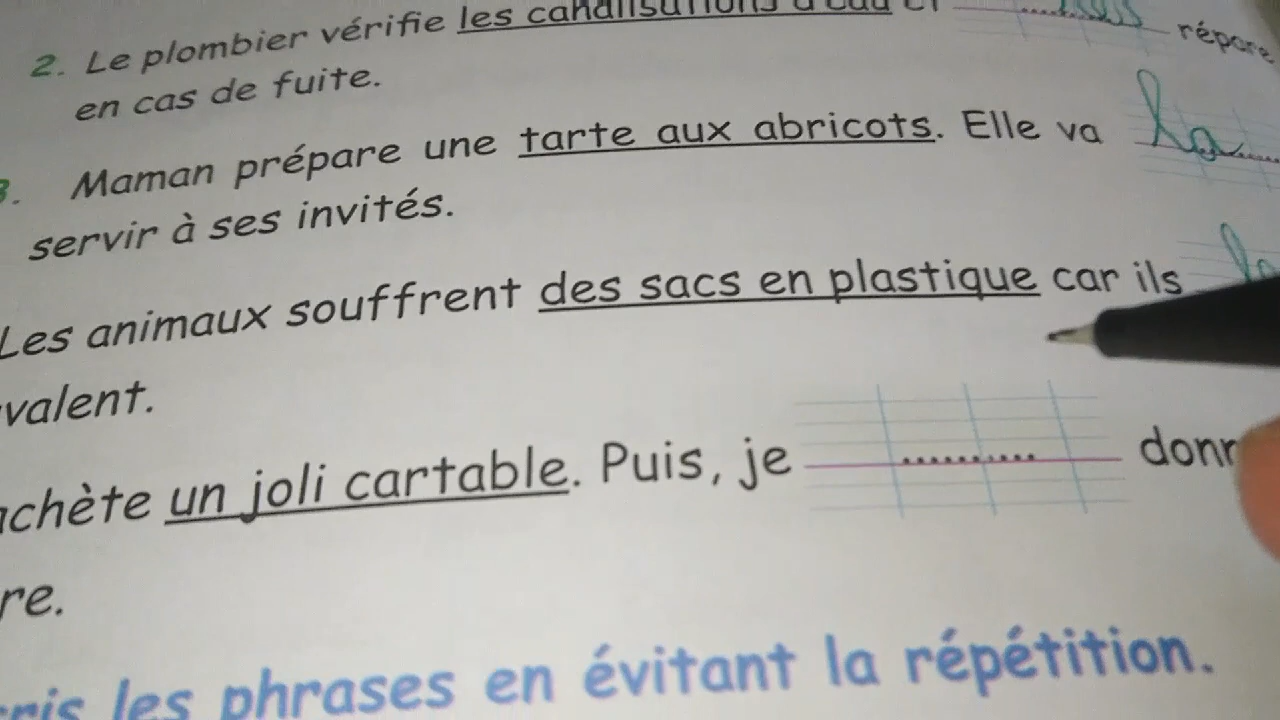 2. Le plombier vérifie les canalisations d'eau et les répare
en cas de fuite.
3. Maman prépare une tarte aux abricots. Elle va la
servir à ses invités.
Les animaux souffrent des sacs en plastique car ils
valent.
chète un joli cartable. Puis, je .......... donn
re.
ris les phrases en évitant la répétition.